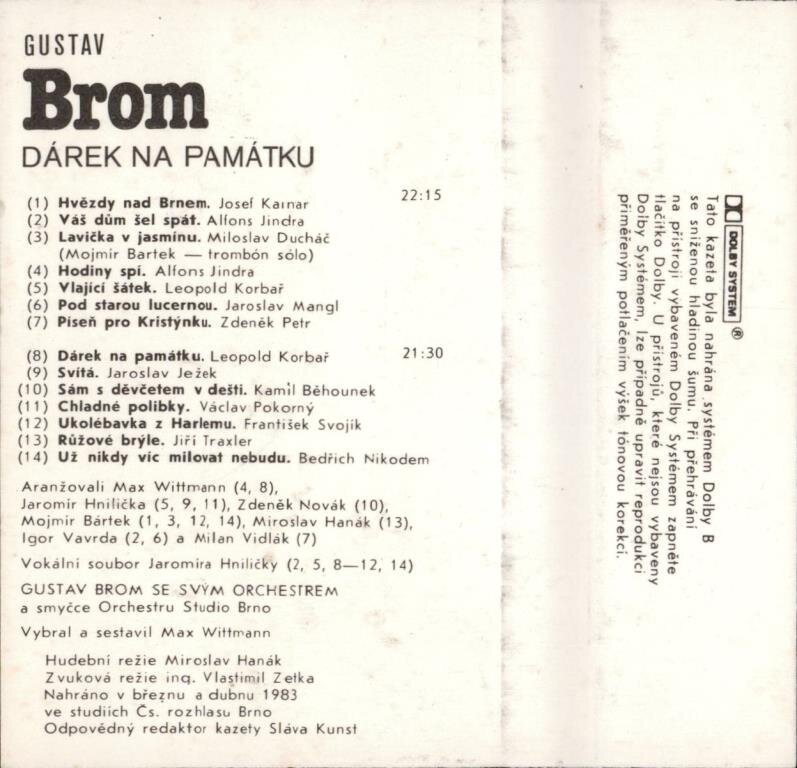 GUSTAV
Brom
DÁREK NA PAMÁTKU
22:15
(1) Hvězdy nad Brnem. Josef Kainar
(2) Váš dům šel spát. Alfons Jindra
(3) Lavička v jasmínu. Miloslav Ducháč
(Mojmír Bartek — trombón sólo)
(4) Hodiny spí. Alfons Jindra
(5) Vlající šátek. Leopold Korbař
(6) Pod starou lucernou. Jaroslav Mangl
(7) Píseň pro Kristýnku. Zdeněk Petr
(8) Dárek na památku. Leopold Korbař 21:30
(9) Svítá. Jaroslav Ježek
(10) Sám s děvčetem v dešti. Kamil Běhounek
(11) Chladné polibky. Václav Pokorný
(12) Ukolébavka z Harlemu. František Svojík
(13) Růžové brýle. Jiří Traxler
(14) Už nikdy víc milovat nebudu. Bedřich Nikodem
Aranžovali Max Wittmann (4, 8),
Jaromír Hnilička (5, 9, 11), Zdeněk Novák (10),
Mojmír Bártek (1, 3, 12, 14), Miroslav Hanák (13),
Igor Vavrda (2, 6) a Milan Vidlák (7)
Vokální soubor Jaromíra Hniličky (2, 5, 8—12, 14)
GUSTAV BROM SE SVÝM ORCHESTREM
a smyčce Orchestru Studio Brno
Vybral a sestavil Max Wittmann
Hudební režie Miroslav Hanák
Zvuková režie ing. Vlastimil Zetka
Nahráno v březnu a dubnu 1983
ve studiích Čs. rozhlasu Brno
Odpovědný redaktor kazety Sláva Kunst
DOLBY SYSTEM ®
Tato kazeta byla nahrána systémem Dolby B
se sníženou hladinou šumu. Při přehrávání
na přístroji vybaveném Dolby Systémem zapněte
tlačítko Dolby. U přístrojů, které nejsou vybaveny
Dolby Systémem, lze případně upravit reprodukci
přiměřeným potlačením výšek tónovou korekcí.